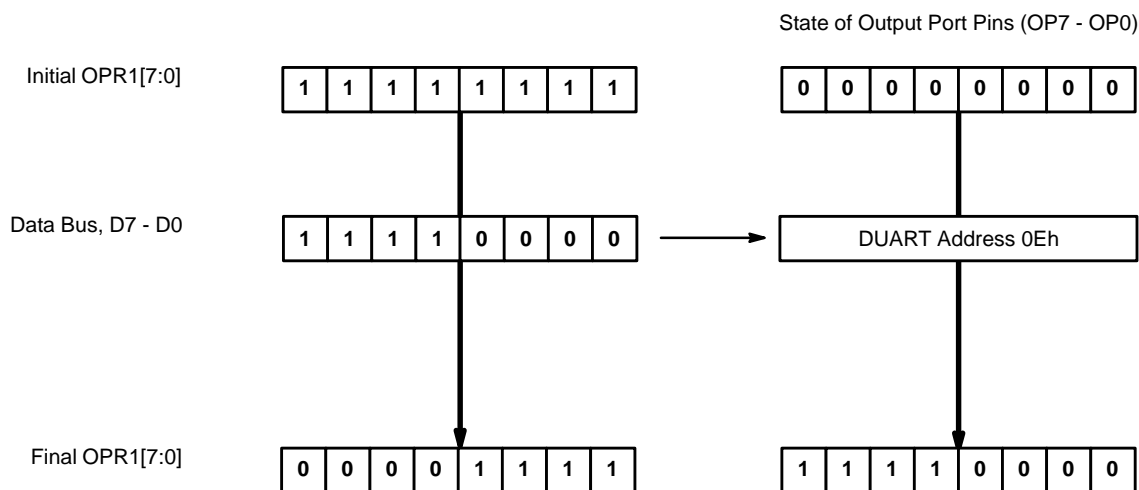 State of Output Port Pins (OP7 - OP0)
Initial OPR1[7:0] 1 1 1 1 1 1 1 1 0 0 0 0 0 0 0 0
Data Bus, D7 - D0 1 1 1 1 0 0 0 0 DUART Address 0Eh
Final OPR1[7:0] 0 0 0 0 1 1 1 1 1 1 1 1 0 0 0 0